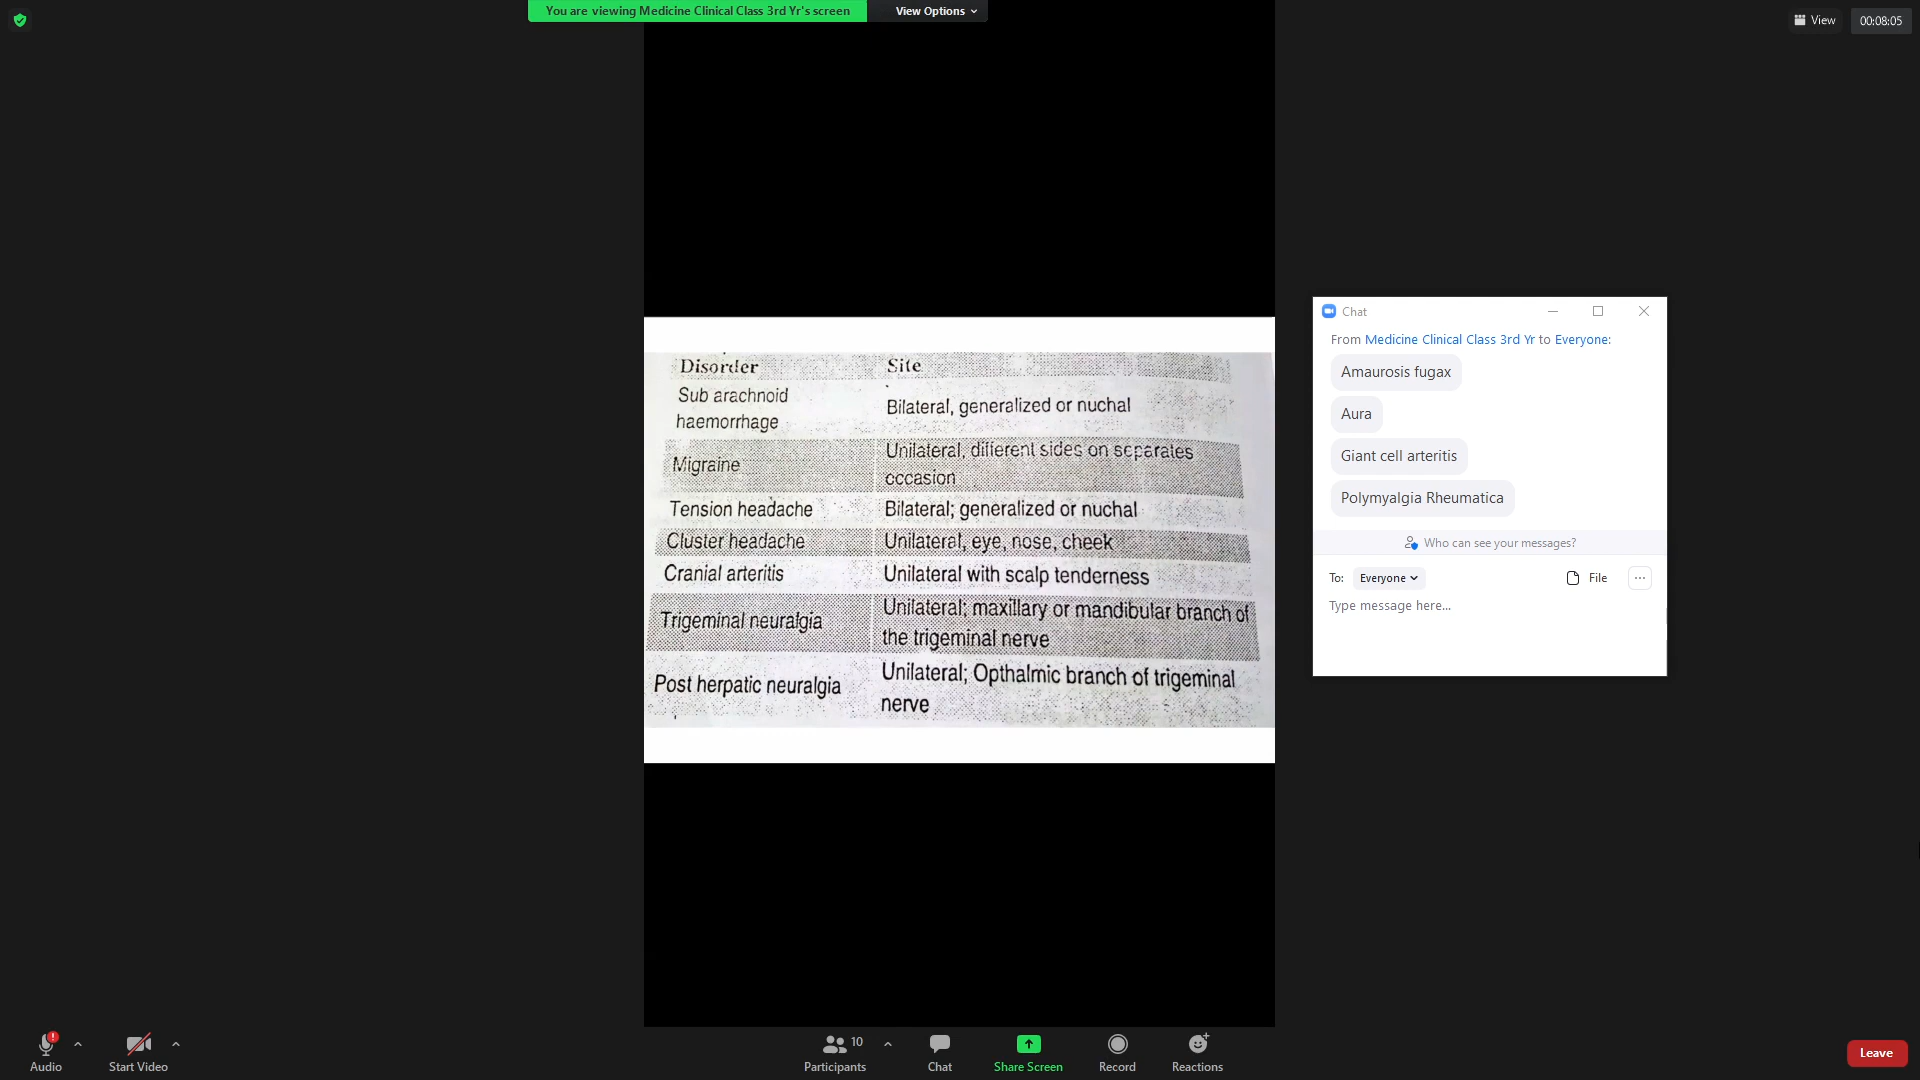 You are viewing Medicine Clinical Class 3rd Yr's screen
View Options
View
00:08:05
Disorder Site
Sub arachnoid
haemorrhage
Bilateral, generalized or nuchal
Migraine
Unilateral, different sides on separates
occasion
Tension headache Bilateral; generalized or nuchal
Cluster headache Unilateral, eye, nose, cheek
Cranial arteritis Unilateral with scalp tenderness
Trigeminal neuralgia
Unilateral; maxillary or mandibular branch of
the trigeminal nerve
Post herpatic neuralgia
Unilateral; Opthalmic branch of trigeminal
nerve
Chat
From Medicine Clinical Class 3rd Yr to Everyone:
Amaurosis fugax
Aura
Giant cell arteritis
Polymyalgia Rheumatica
Who can see your messages?
To: Everyone File
Type message here...
Audio
Start Video
10
Participants
Chat
Share Screen
Record
Reactions
Leave